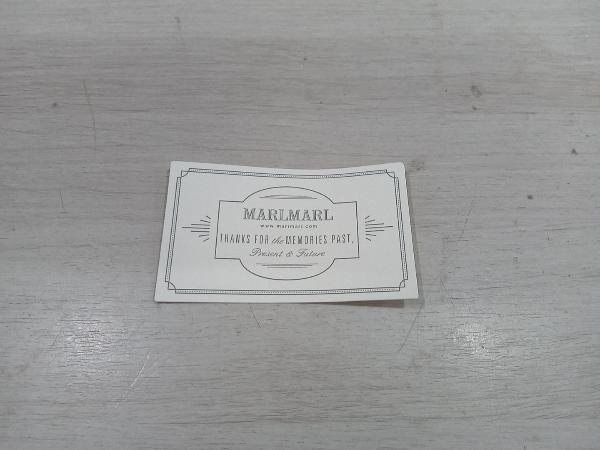 MARLMARL
www.marlmarl.com
THANKS FOR the MEMORIES PAST,
Present & Future